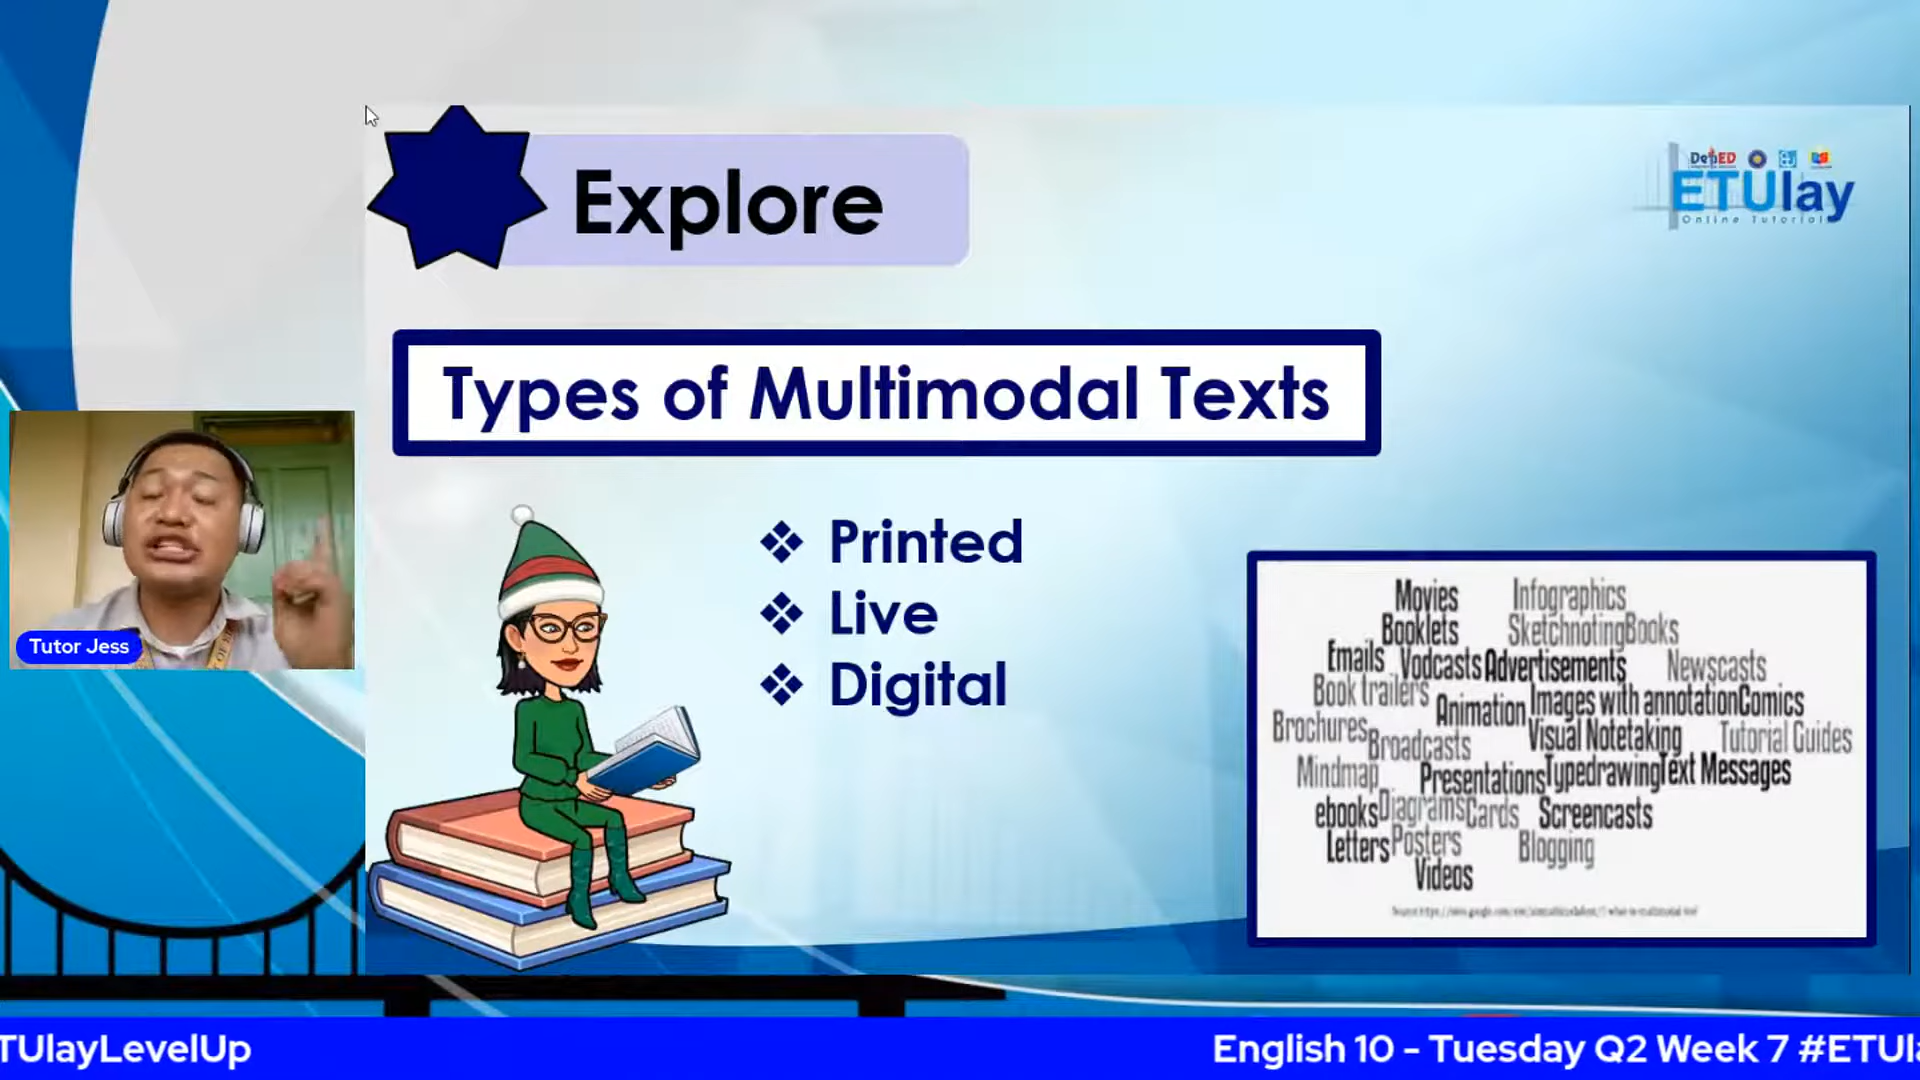 Explore
DepED
ETUlay
Online Tutorial
Types of Multimodal Texts
❖ Printed
❖ Live
❖ Digital
Tutor Jess
Movies Infographics
Booklets Sketchnoting Books
Emails Vodcasts Advertisements Newscasts
Book trailers Animation Images with annotation Comics
Brochures Broadcasts Visual Notetaking Tutorial Guides
Mindmap Presentations Typedrawing Text Messages
ebooks Diagrams Cards Screencasts
Letters Posters Blogging
Videos
TUlayLevelUp
English 10 - Tuesday Q2 Week 7 #ETUla